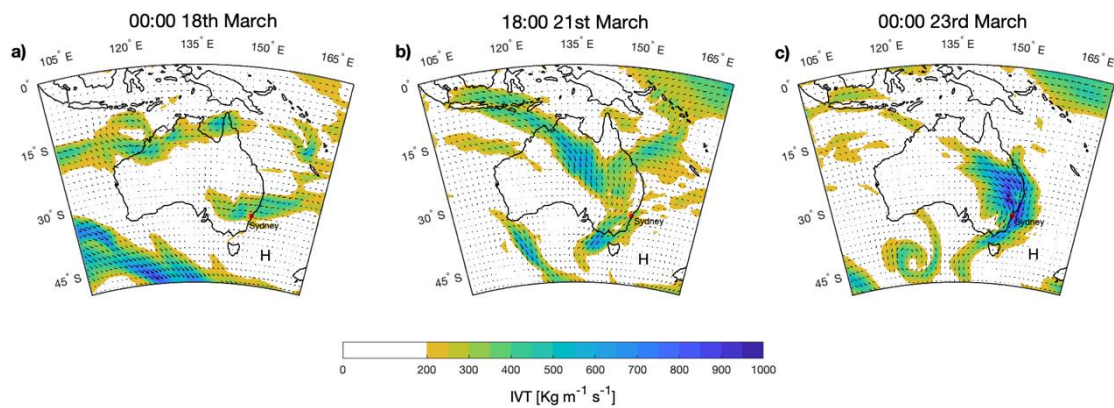 00:00 18th March
18:00 21st March
00:00 23rd March
a)
105° E
120° E
135° E
150° E
165° E
0°
15° S
30° S
45° S
Sydney
H
b)
105° E
120° E
135° E
150° E
165° E
0°
15° S
30° S
45° S
Sydney
H
c)
105° E
120° E
135° E
150° E
165° E
0°
15° S
30° S
45° S
Sydney
H
0 200 300 400 500 600 700 800 900 1000
IVT [Kg m⁻¹ s⁻¹]